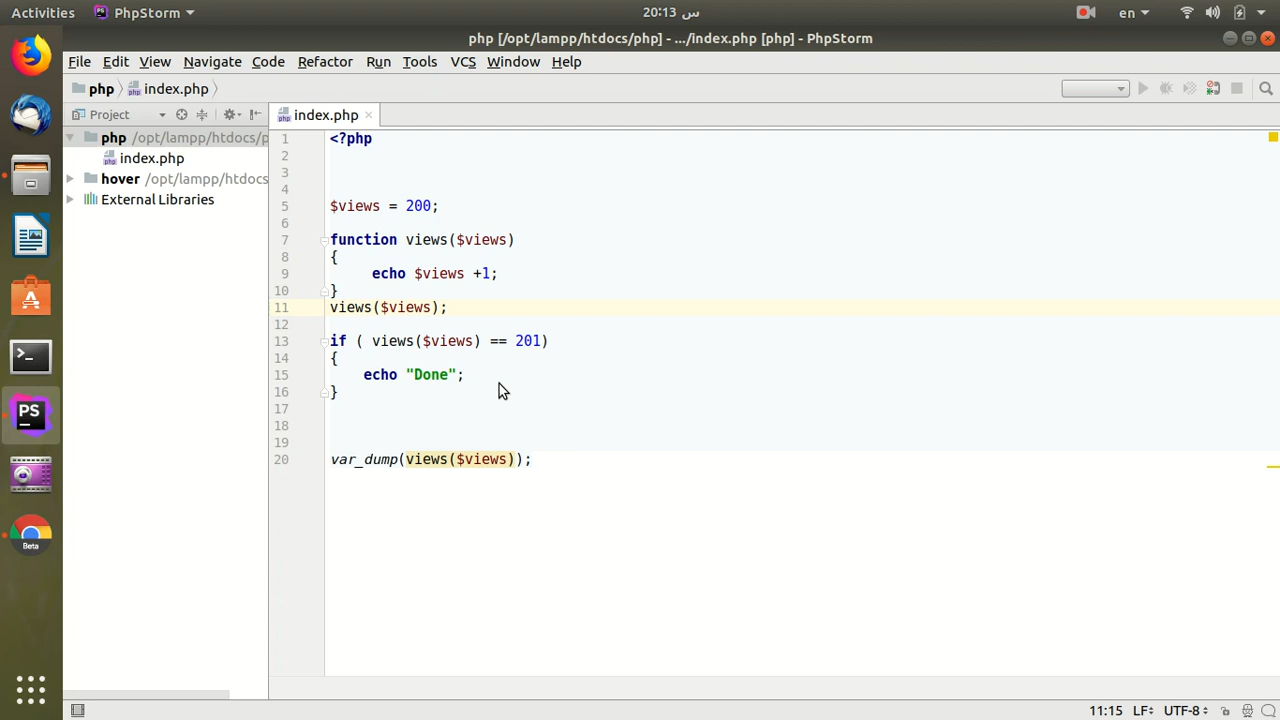 Activities PhpStorm 20:13 س en
php [/opt/lampp/htdocs/php] - .../index.php [php] - PhpStorm
File Edit View Navigate Code Refactor Run Tools VCS Window Help
php index.php
Project index.php
php /opt/lampp/htdocs/p
index.php
hover /opt/lampp/htdocs
External Libraries
1 <?php
2
3
4
5 $views = 200;
6
7 function views($views)
8 {
9 echo $views +1;
10 }
11 views($views);
12
13 if ( views($views) == 201)
14 {
15 echo "Done";
16 }
17
18
19
20 var_dump(views($views));
PS
Beta
11:15 LF÷ UTF-8÷